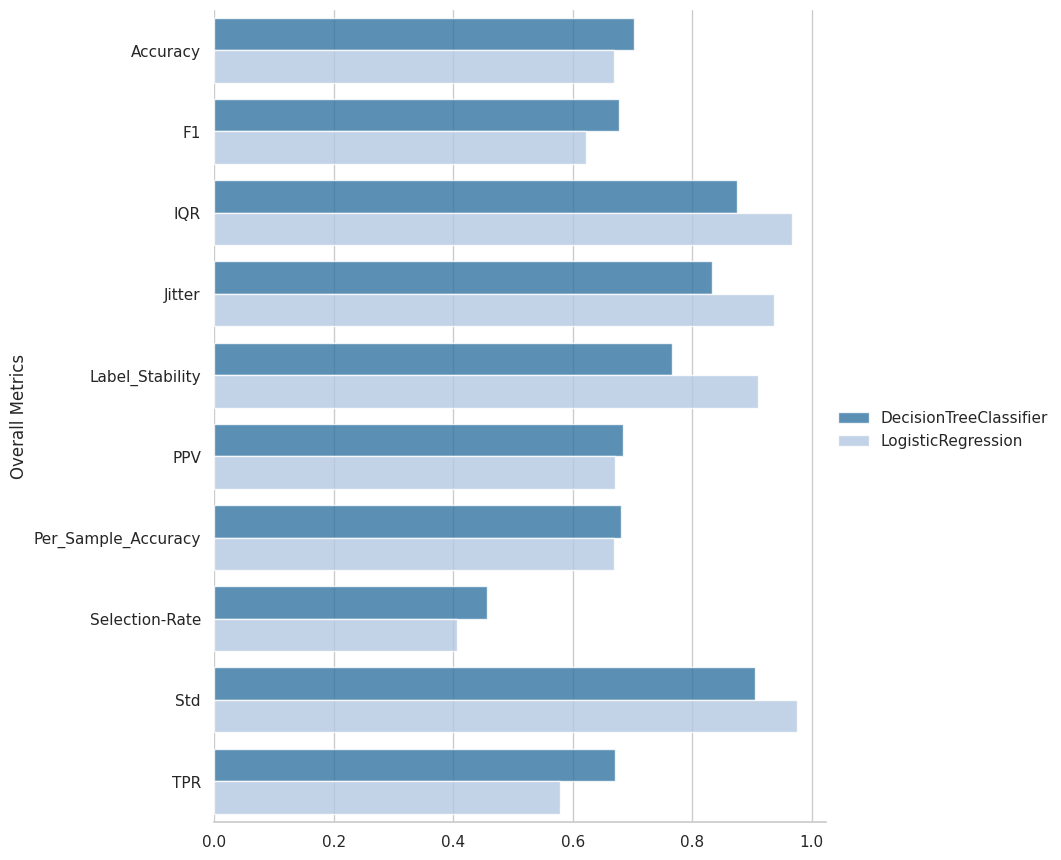 Overall Metrics
Accuracy
F1
IQR
Jitter
Label_Stability
PPV
Per_Sample_Accuracy
Selection-Rate
Std
TPR
0.0 0.2 0.4 0.6 0.8 1.0
DecisionTreeClassifier
LogisticRegression